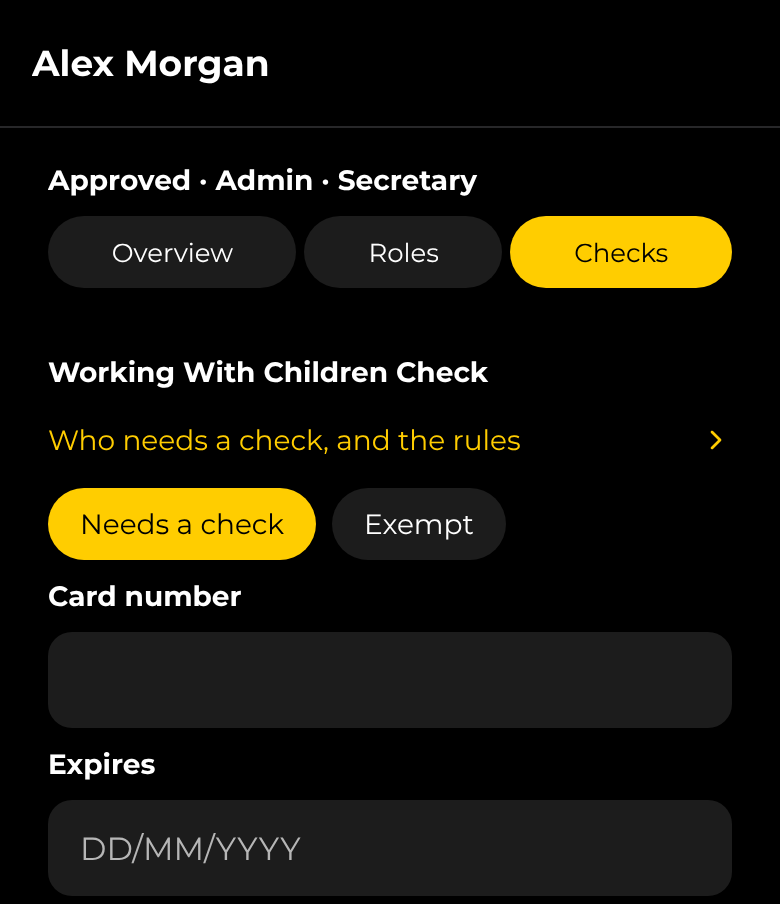 Alex Morgan
Approved · Admin · Secretary
Overview Roles Checks
Working With Children Check
Who needs a check, and the rules
Needs a check Exempt
Card number
Expires
DD/MM/YYYY